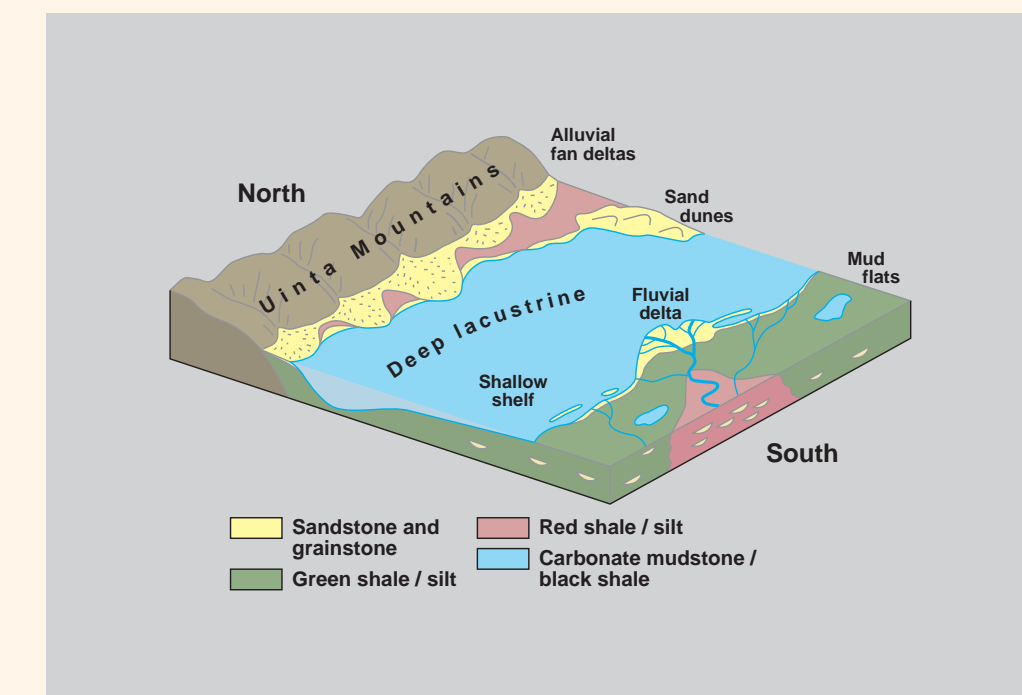 Alluvial
fan deltas
North
Uinta Mountains
Sand
dunes
Mud
flats
Deep lacustrine
Fluvial
delta
Shallow
shelf
South
Sandstone and
grainstone
Green shale / silt
Red shale / silt
Carbonate mudstone /
black shale